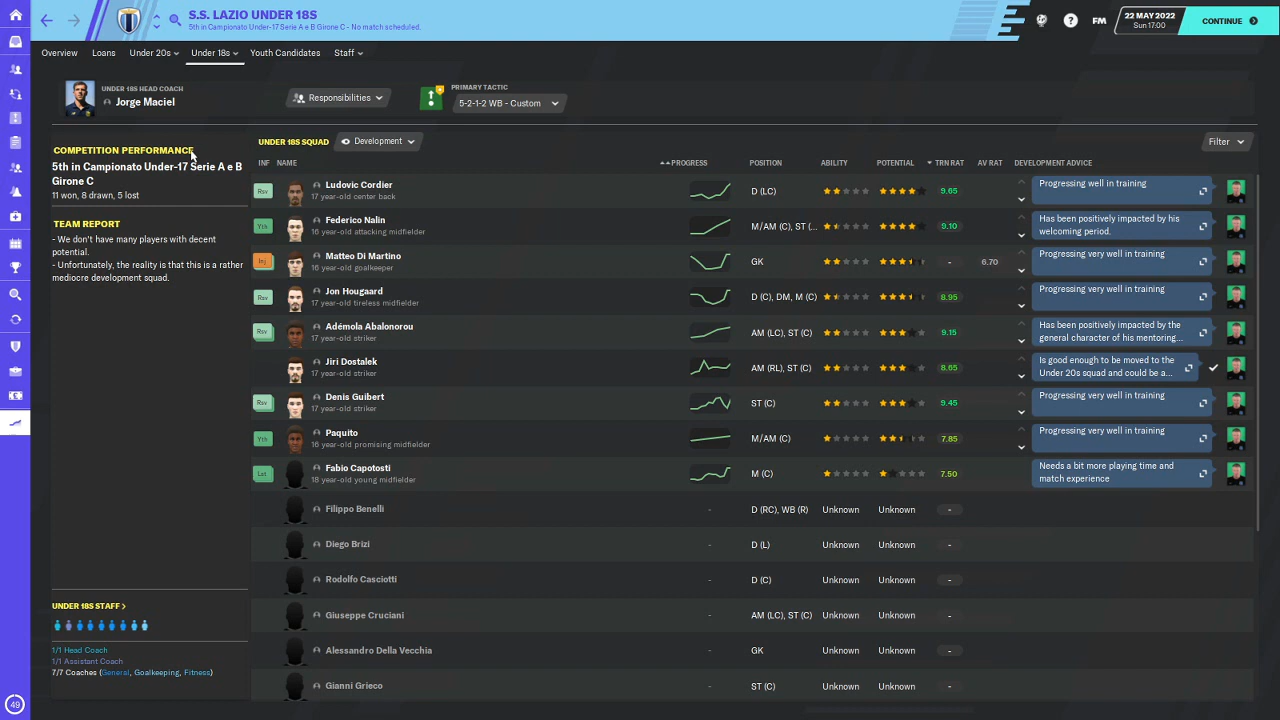 S.S. LAZIO UNDER 18S
5th in Campionato Under-17 Serie A e B Girone C - No match scheduled.
FM
22 MAY 2022
Sun 17:00
CONTINUE
Overview
Loans
Under 20s
Under 18s
Youth Candidates
Staff
UNDER 18S HEAD COACH
Jorge Maciel
Responsibilities
PRIMARY TACTIC
5-2-1-2 WB - Custom
COMPETITION PERFORMANCE
5th in Campionato Under-17 Serie A e B
Girone C
11 won, 8 drawn, 5 lost
TEAM REPORT
- We don't have many players with decent
potential.
- Unfortunately, the reality is that this is a rather
mediocre development squad.
UNDER 18S STAFF >
1/1 Head Coach
1/1 Assistant Coach
7/7 Coaches (General, Goalkeeping, Fitness)
49
UNDER 18S SQUAD
Development
Filter
INF NAME PROGRESS POSITION ABILITY POTENTIAL TRN RAT AV RAT DEVELOPMENT ADVICE
Rsv Ludovic Cordier D (LC) 9.65 Progressing well in training
17 year-old center back
Yth Federico Nalin M/AM (C), ST (... 9.10 Has been positively impacted by his
16 year-old attacking midfielder welcoming period.
Inj Matteo Di Martino GK - 6.70 Progressing very well in training
16 year-old goalkeeper
Rsv Jon Hougaard D (C), DM, M (C) 8.95 Progressing very well in training
17 year-old tireless midfielder
Rsv Adémola Abalonorou AM (LC), ST (C) 9.15 Has been positively impacted by the
17 year-old striker general character of his mentoring...
Jiri Dostalek AM (RL), ST (C) 8.65 Is good enough to be moved to the
17 year-old striker Under 20s squad and could be a...
Rsv Denis Guibert ST (C) 9.45 Progressing very well in training
17 year-old striker
Yth Paquito M/AM (C) 7.85 Progressing very well in training
16 year-old promising midfielder
Lst Fabio Capotosti M (C) 7.50 Needs a bit more playing time and
18 year-old young midfielder match experience
Filippo Benelli - D (RC), WB (R) Unknown Unknown -
Diego Brizi - D (L) Unknown Unknown -
Rodolfo Casciotti - D (C) Unknown Unknown -
Giuseppe Cruciani - AM (LC), ST (C) Unknown Unknown -
Alessandro Della Vecchia - GK Unknown Unknown -
Gianni Grieco - ST (C) Unknown Unknown -